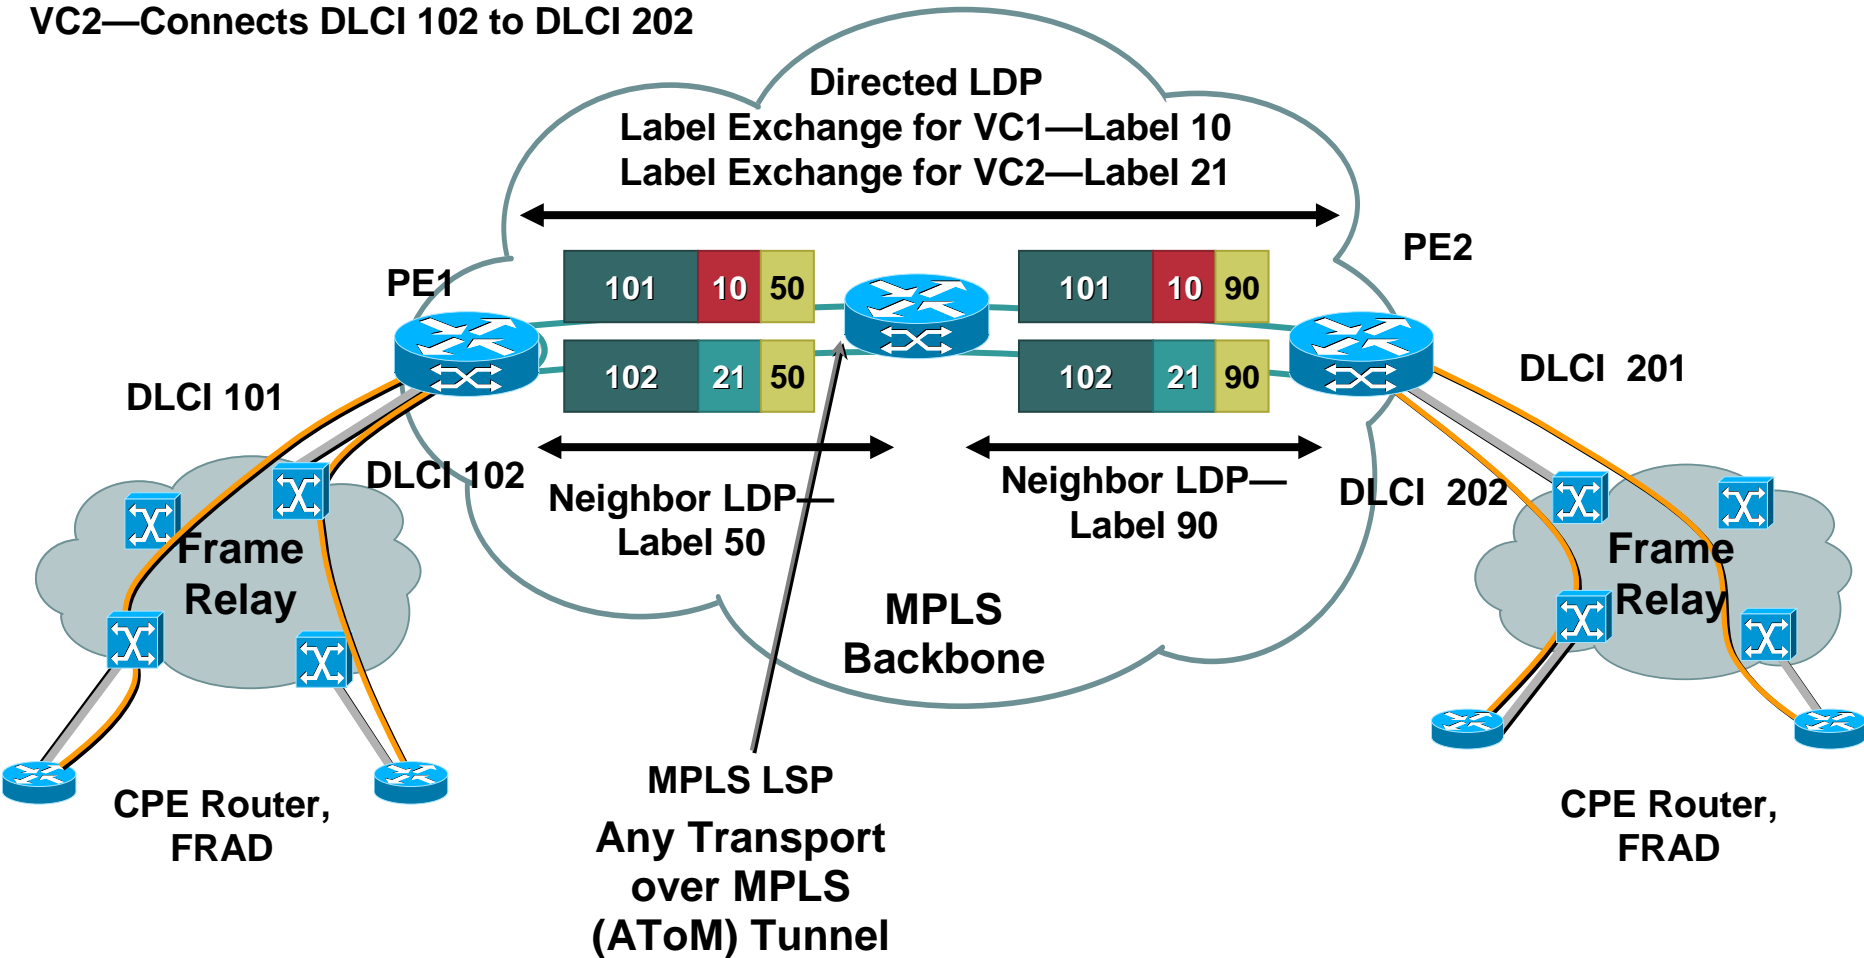 VC2—Connects DLCI 102 to DLCI 202
Directed LDP
Label Exchange for VC1—Label 10
Label Exchange for VC2—Label 21
PE1
PE2
101 10 50
101 10 90
102 21 50
102 21 90
DLCI 101
DLCI 201
DLCI 102
DLCI 202
Neighbor LDP—
Label 50
Neighbor LDP—
Label 90
Frame
Relay
Frame
Relay
MPLS
Backbone
MPLS LSP
CPE Router,
FRAD
CPE Router,
FRAD
Any Transport
over MPLS
(AToM) Tunnel